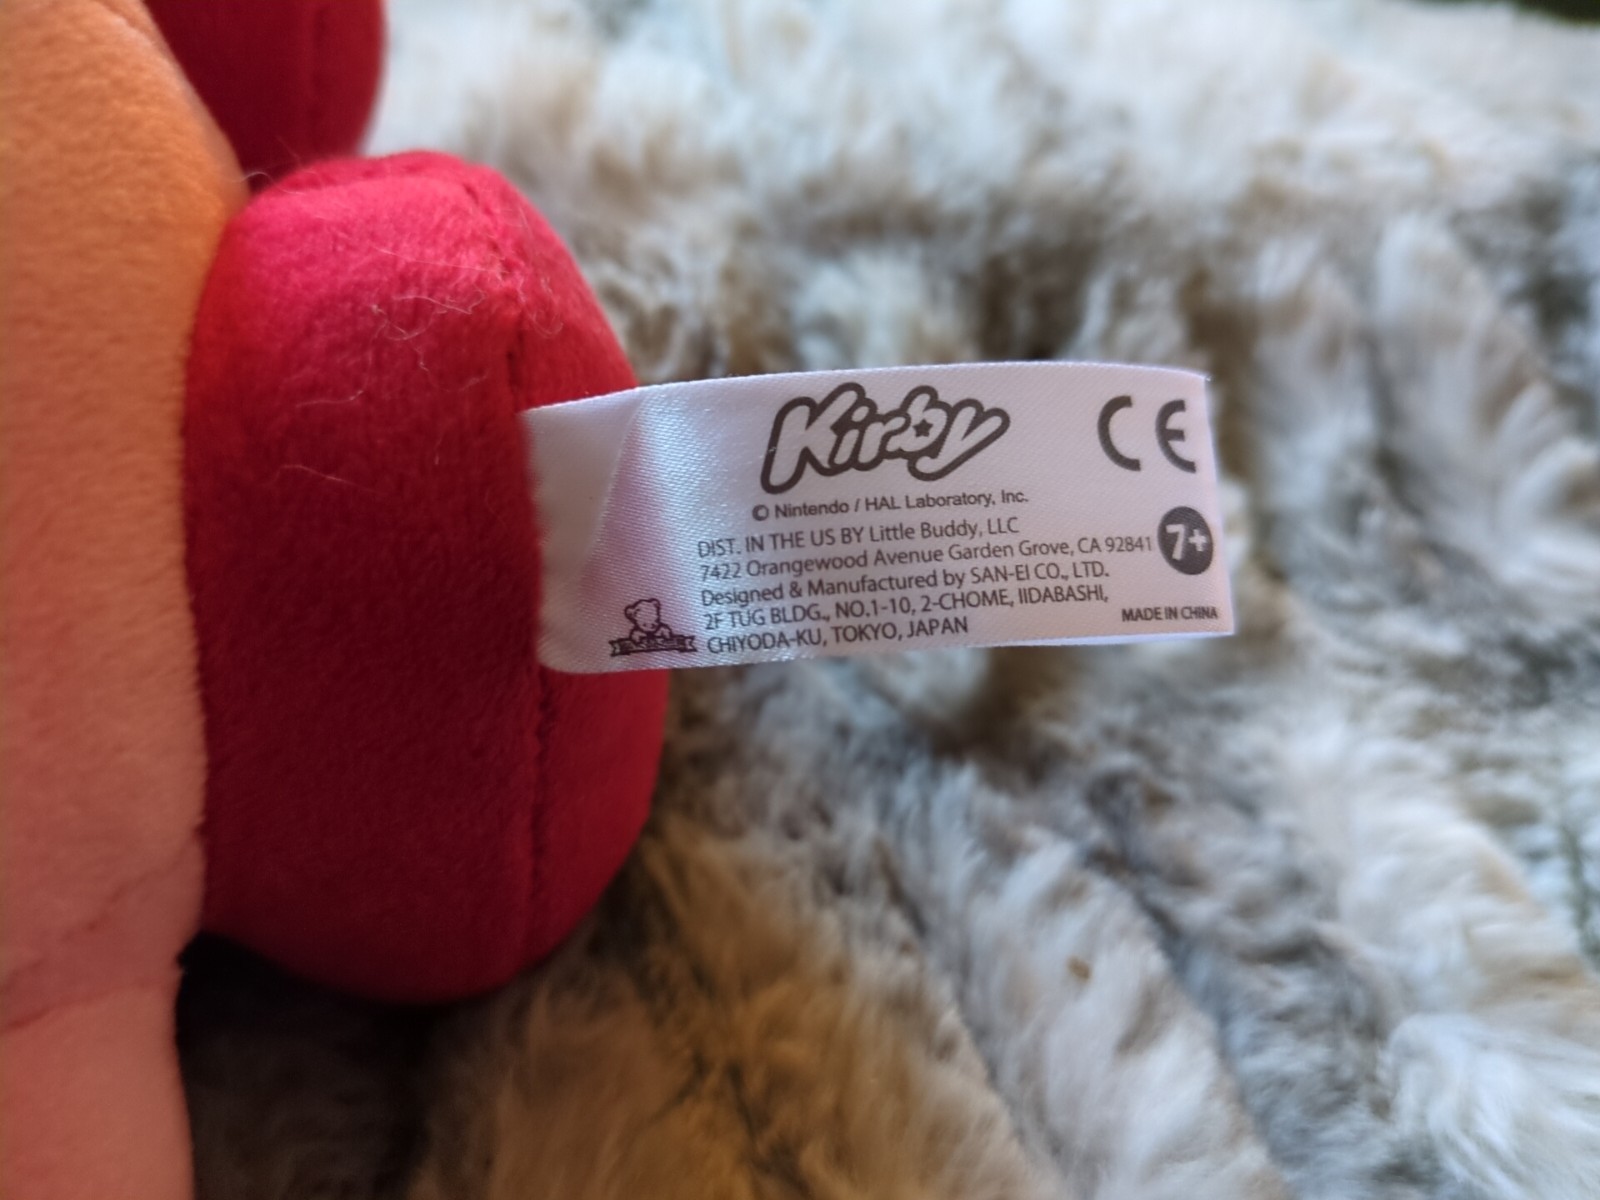 Kirby
CE
© Nintendo / HAL Laboratory, Inc.
DIST. IN THE US BY Little Buddy, LLC
7422 Orangewood Avenue Garden Grove, CA 92841
7+
Designed & Manufactured by SAN-EI CO., LTD.
2F TUG BLDG., NO.1-10, 2-CHOME, IIDABASHI,
CHIYODA-KU, TOKYO, JAPAN
MADE IN CHINA